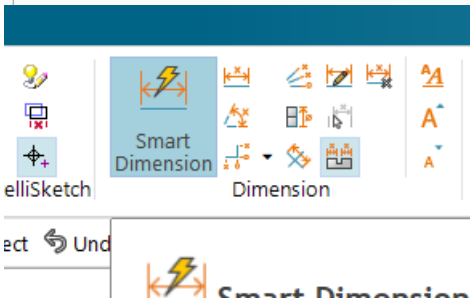 Smart
Dimension
elliSketch
Dimension
ect Und
Smart Dimension